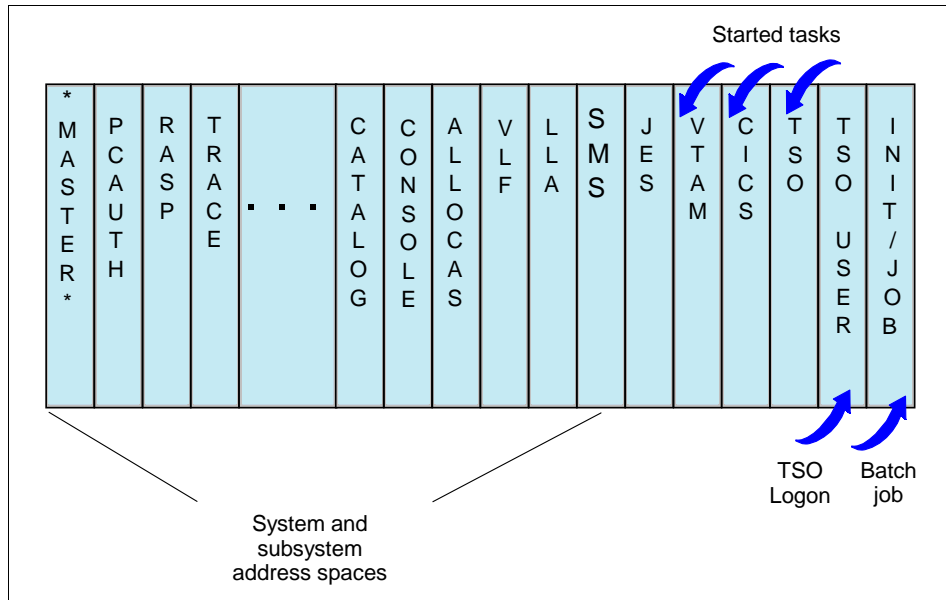 Started tasks
*MASTER*
PCAUTH
RASP
TRACE
. . .
CATALOG
CONSOLE
ALLOCAS
VLF
LLA
SMS
JES
VTAM
CICS
TSO
TSO USER
INIT/JOB
TSO
Logon
Batch
job
System and
subsystem
address spaces